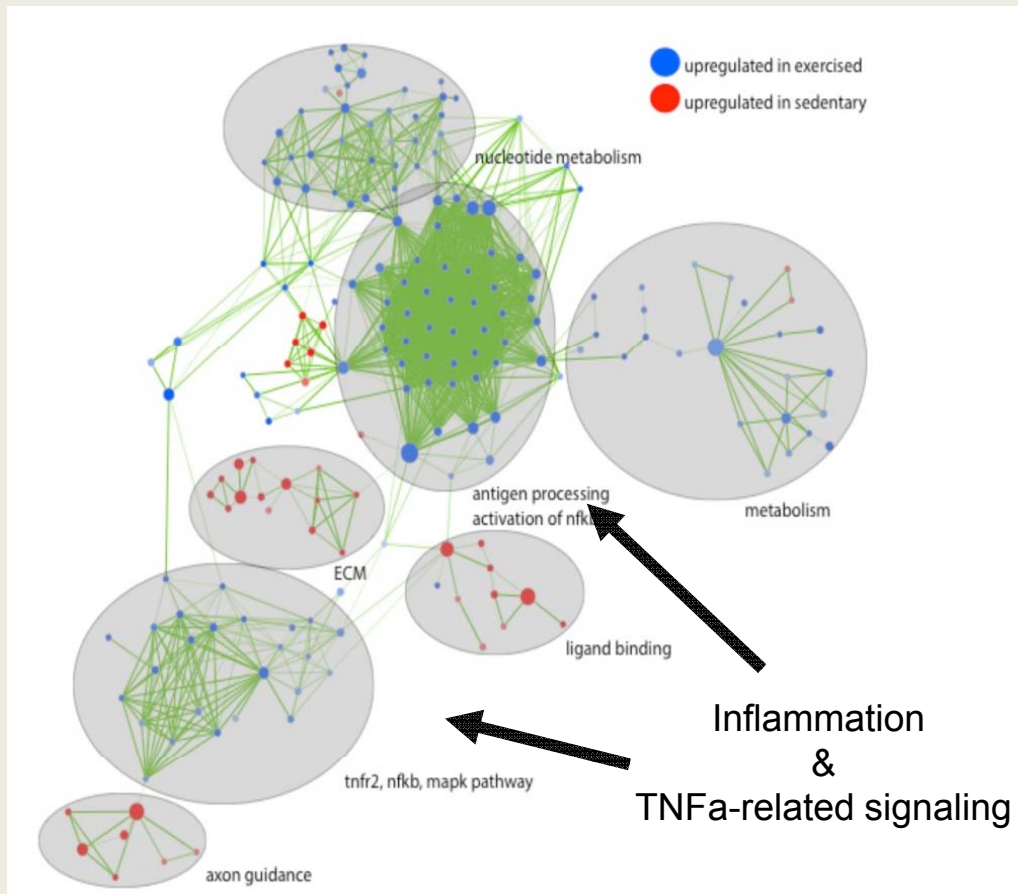 upregulated in exercised
upregulated in sedentary
nucleotide metabolism
antigen processing
activation of nfkb
metabolism
ECM
ligand binding
Inflammation
&
TNFa-related signaling
tnfr2, nfkb, mapk pathway
axon guidance